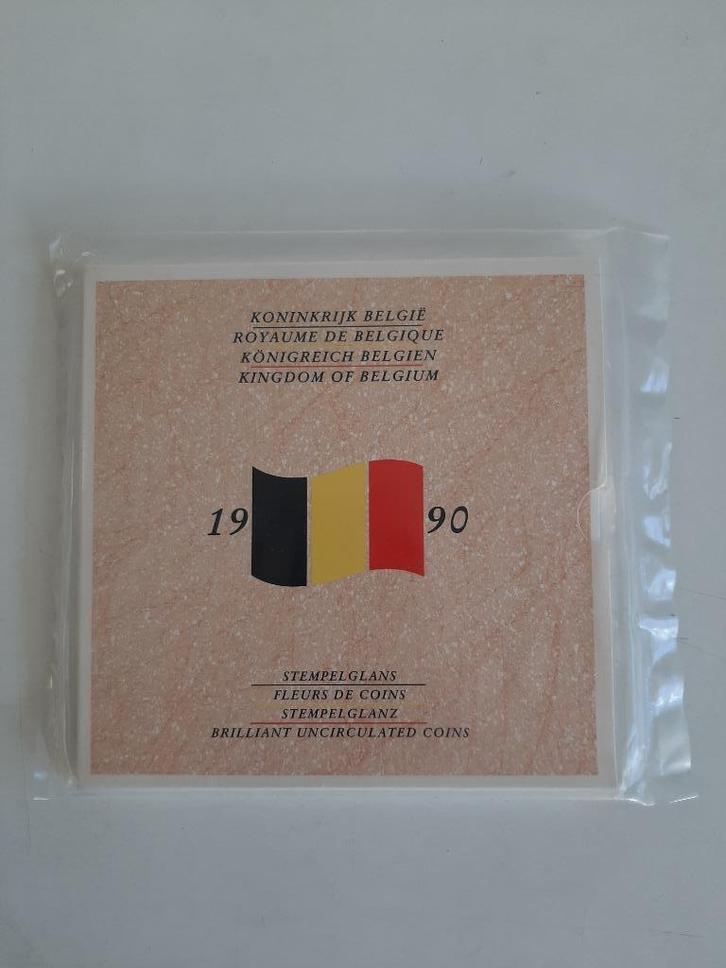 KONINKRIJK BELGIË
ROYAUME DE BELGIQUE
KÖNIGREICH BELGIEN
KINGDOM OF BELGIUM
19 90
STEMPELGLANS
FLEURS DE COINS
STEMPELGLANZ
BRILLIANT UNCIRCULATED COINS